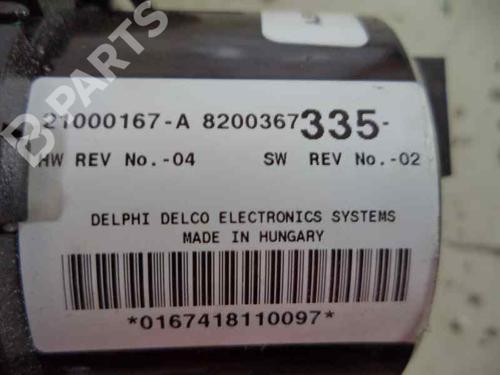 B-PARTS
21000167-A 8200367335-
HW REV No.-04 SW REV No.-02
DELPHI DELCO ELECTRONICS SYSTEMS
MADE IN HUNGARY
*0167418110097*